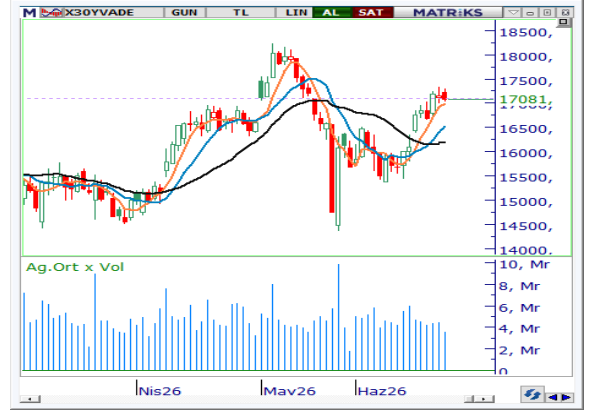 M X30YVADE GUN TL LIN AL SAT MATRiKS
18500,
18000,
17500,
17081,
16500,
16000,
15500,
15000,
14500,
14000,
Ag.Ort x Vol
10, Mr
8, Mr
6, Mr
4, Mr
2, Mr
0
Nis26 May26 Haz26